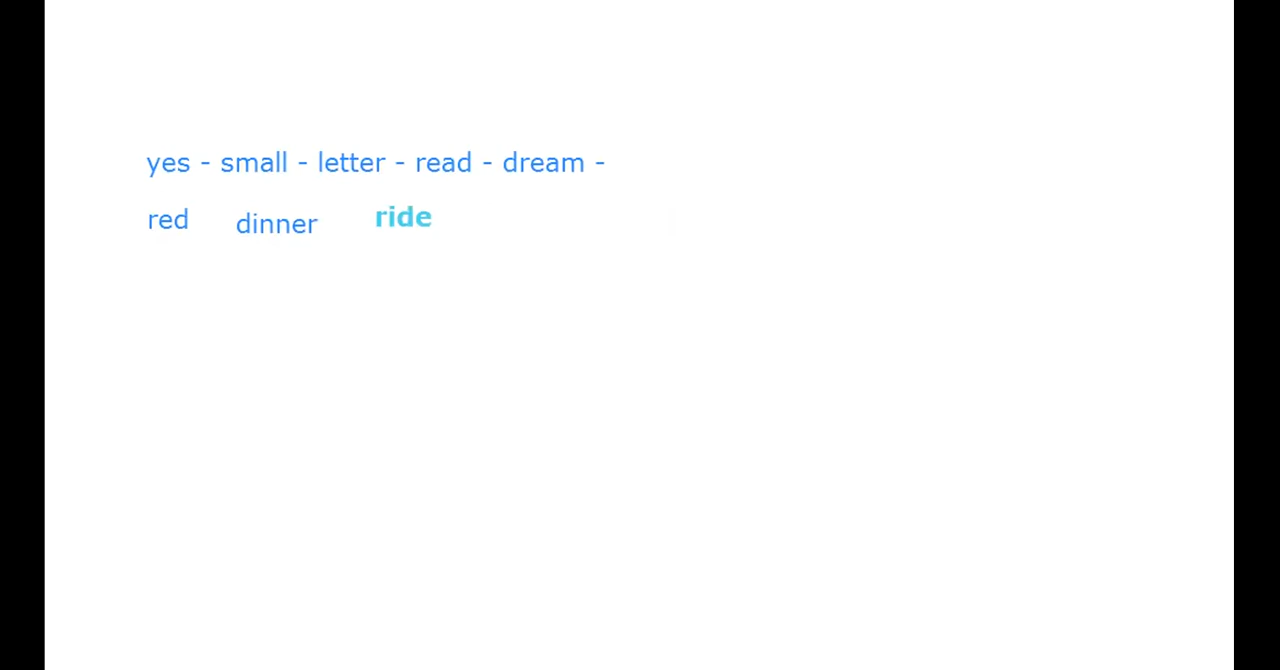 yes - small - letter - read - dream -
red dinner ride